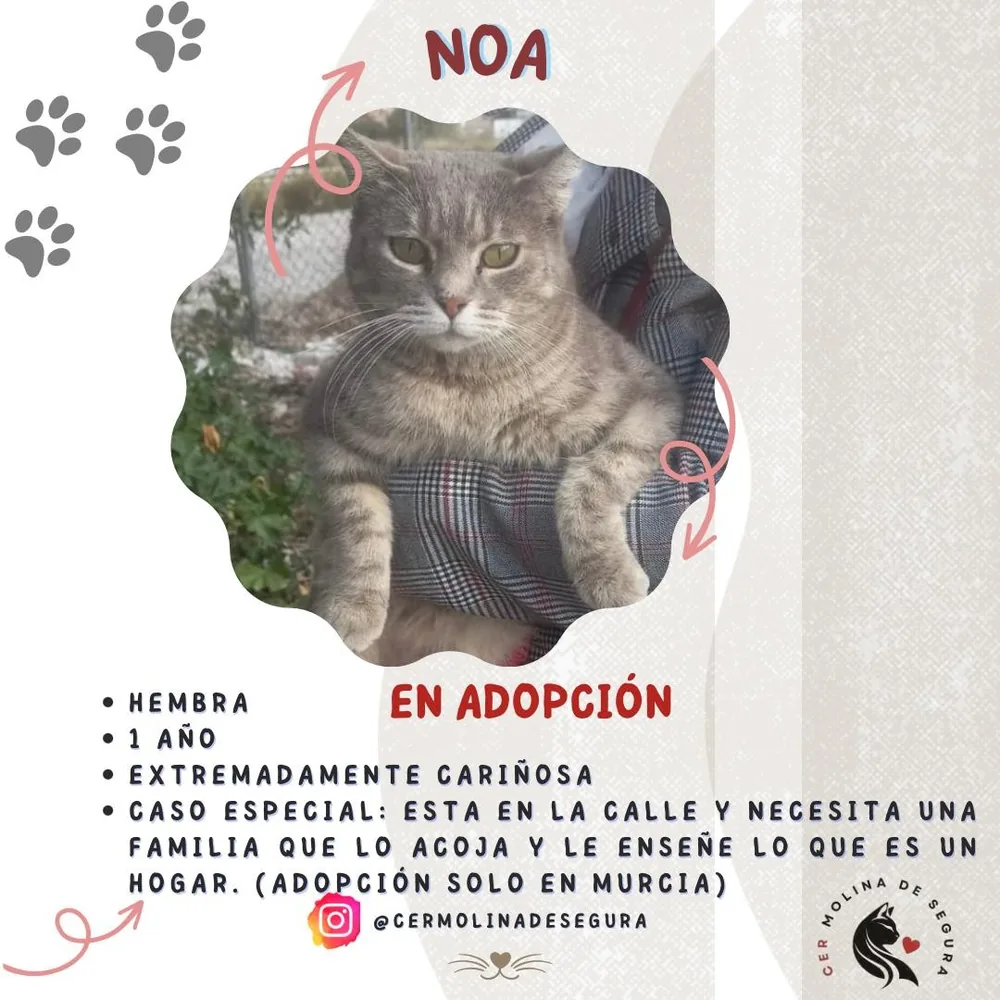 NOA
EN ADOPCIÓN
HEMBRA
1 AÑO
EXTREMADAMENTE CARIÑOSA
CASO ESPECIAL: ESTA EN LA CALLE Y NECESITA UNA
FAMILIA QUE LO ACOJA Y LE ENSEÑE LO QUE ES UN
HOGAR. (ADOPCIÓN SOLO EN MURCIA)
@CERMOLINADESEGURA
CER MOLINA DE SEGURA